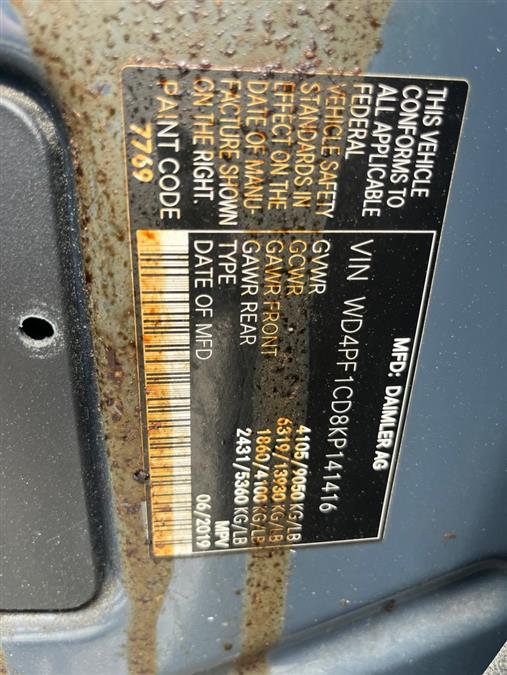 MFD: DAIMLER AG
THIS VEHICLE
CONFORMS TO
ALL APPLICABLE
FEDERAL
VEHICLE SAFETY
STANDARDS IN
EFFECT ON THE
DATE OF MANU-
FACTURE SHOWN
ON THE RIGHT.
PAINT CODE
7769
VIN WD4PF1CD8KP141416
GVWR 4105/9050 KG/LB
GCWR 6319/13930 KG/LB
GAWR FRONT 1860/4100 KG/LB
GAWR REAR 2431/5360 KG/LB
TYPE MPV
DATE OF MFD 06/2019